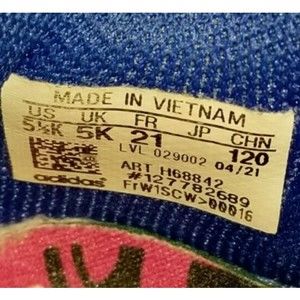 MADE IN VIETNAM
US UK FR JP CHN
5½K 5K 21 120
LVL 029002 04/21
ART H68842
#127782689
adidas FrW1SCW>00016